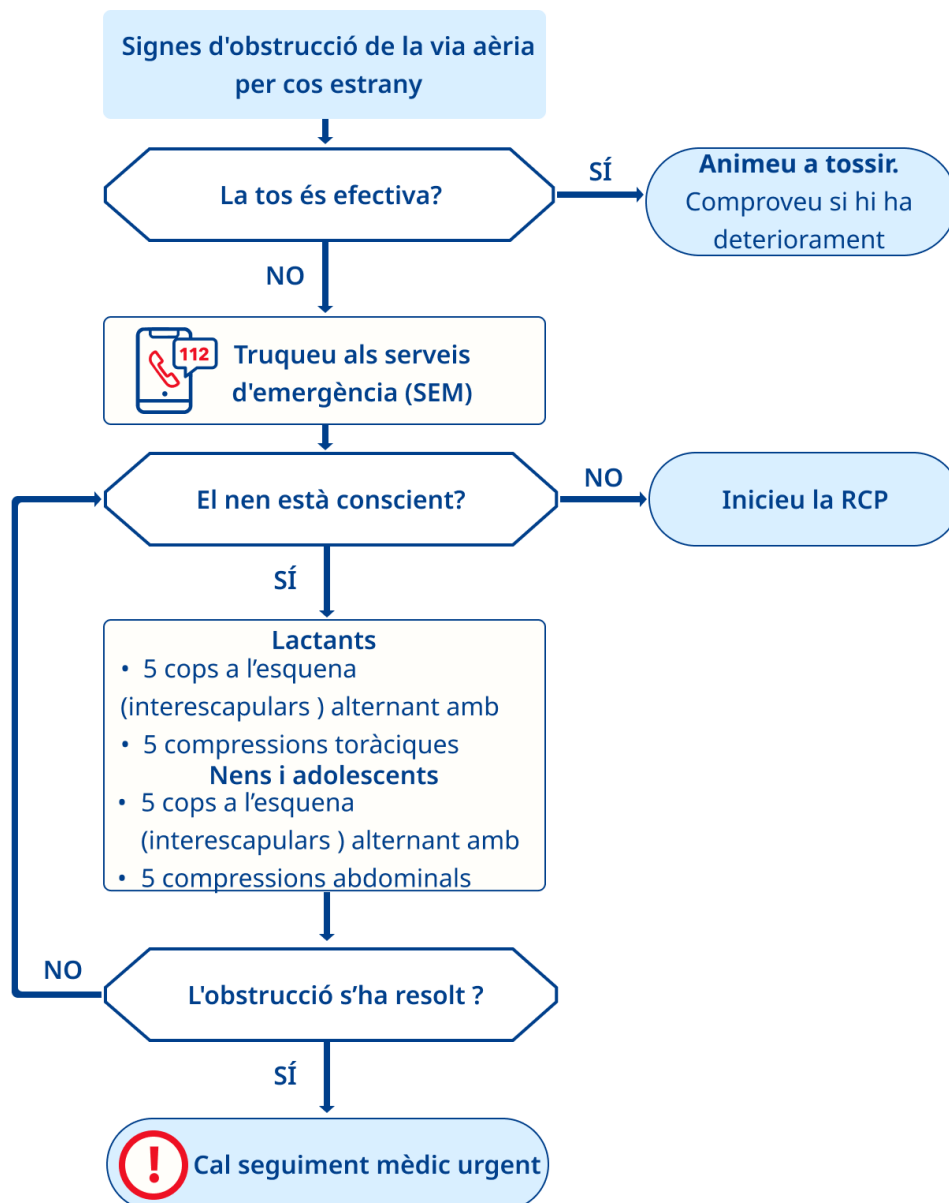 Signes d'obstrucció de la via aèria
per cos estrany
La tos és efectiva?
SÍ
Animeu a tossir.
Comproveu si hi ha
deteriorament
NO
112
Truqueu als serveis
d'emergència (SEM)
El nen està conscient?
NO
Inicieu la RCP
SÍ
Lactants
• 5 cops a l’esquena
(interescapulars ) alternant amb
• 5 compressions toràciques
Nens i adolescents
• 5 cops a l’esquena
(interescapulars ) alternant amb
• 5 compressions abdominals
NO
L'obstrucció s’ha resolt ?
SÍ
! Cal seguiment mèdic urgent